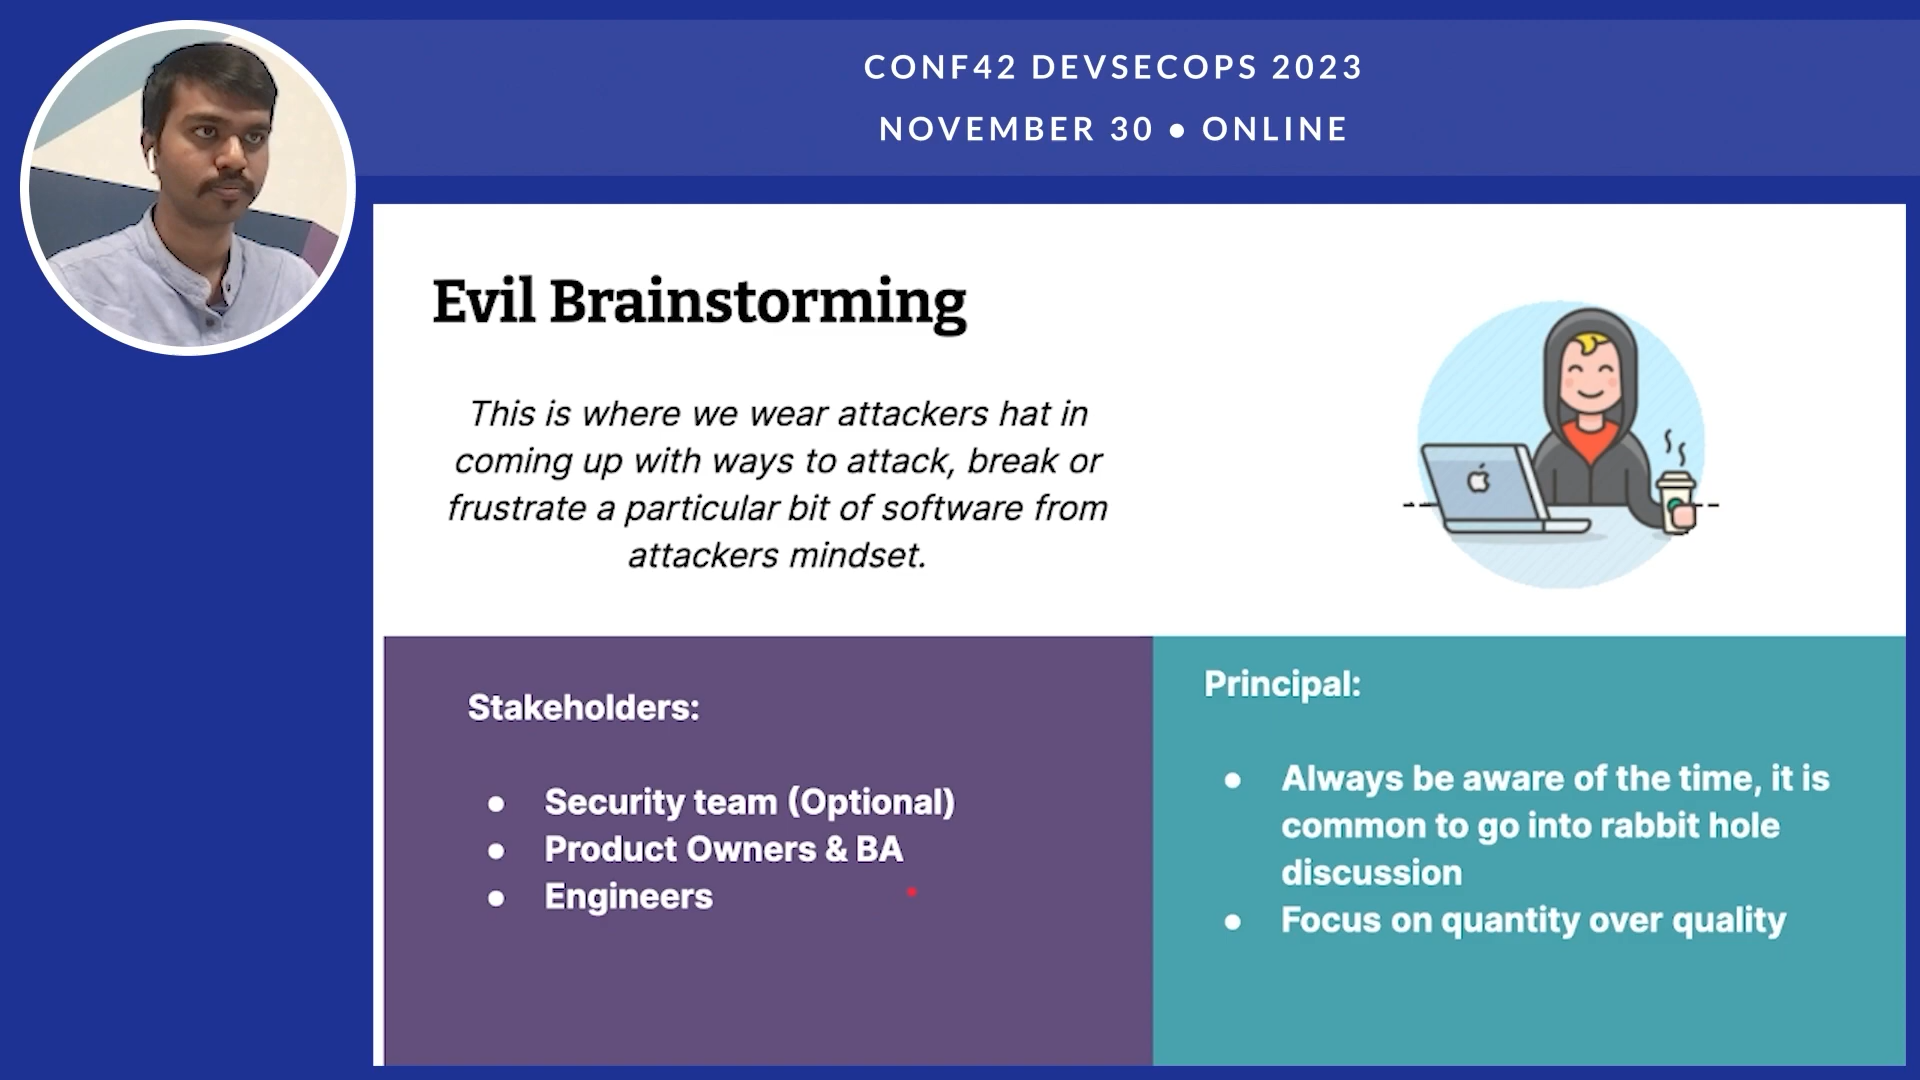 CONF42 DEVSECOPS 2023
NOVEMBER 30 ● ONLINE
Evil Brainstorming
This is where we wear attackers hat in
coming up with ways to attack, break or
frustrate a particular bit of software from
attackers mindset.
Stakeholders:
● Security team (Optional)
● Product Owners & BA
● Engineers
Principal:
● Always be aware of the time, it is
common to go into rabbit hole
discussion
● Focus on quantity over quality